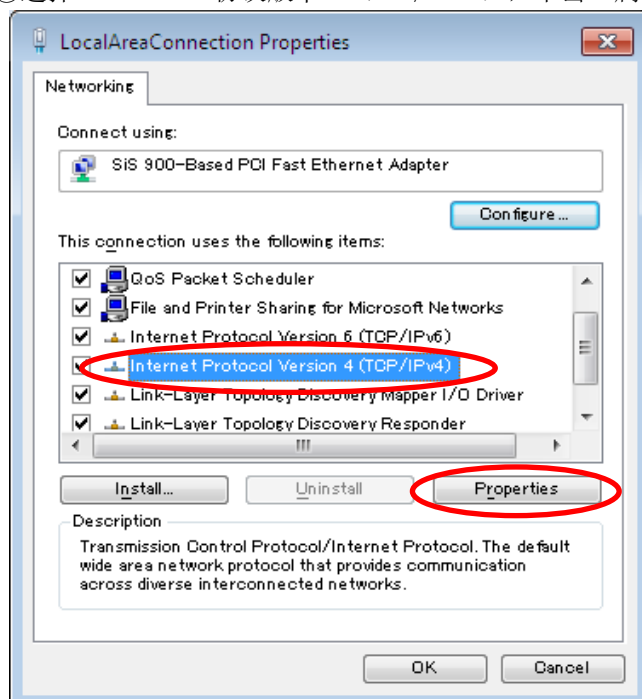 LocalAreaConnection Properties
Networking
Connect using:
SiS 900-Based PCI Fast Ethernet Adapter
Configure...
This connection uses the following items:
QoS Packet Scheduler
File and Printer Sharing for Microsoft Networks
Internet Protocol Version 6 (TCP/IPv6)
Internet Protocol Version 4 (TCP/IPv4)
Link-Layer Topology Discovery Mapper I/O Driver
Link-Layer Topology Discovery Responder
Install...
Uninstall
Properties
Description
Transmission Control Protocol/Internet Protocol. The default
wide area network protocol that provides communication
across diverse interconnected networks.
OK
Cancel